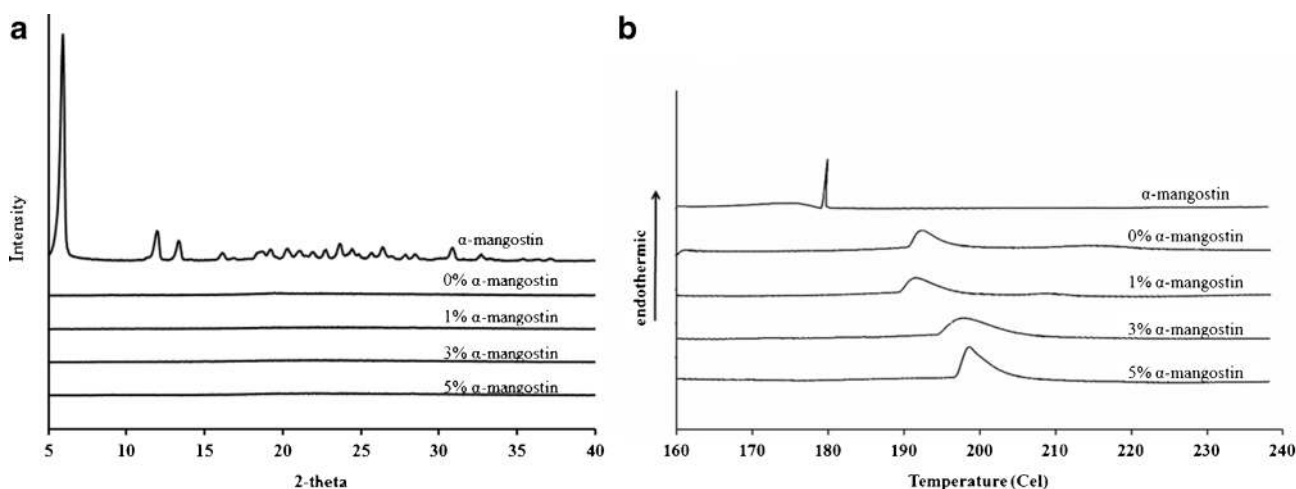 a
Intensity
α-mangostin
0% α-mangostin
1% α-mangostin
3% α-mangostin
5% α-mangostin
5 10 15 20 25 30 35 40
2-theta
b
endothermic
α-mangostin
0% α-mangostin
1% α-mangostin
3% α-mangostin
5% α-mangostin
160 170 180 190 200 210 220 230 240
Temperature (Cel)